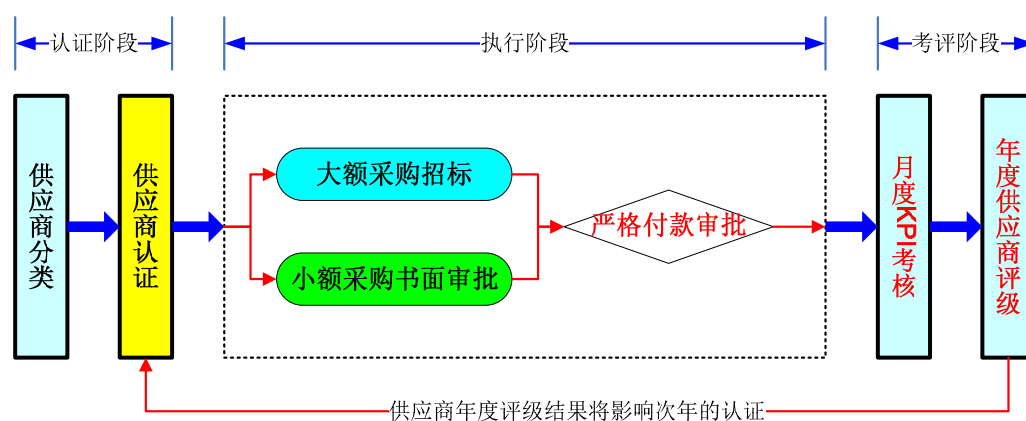 认证阶段
执行阶段
考评阶段
供应商分类
供应商认证
大额采购招标
小额采购书面审批
严格付款审批
月度KPI考核
年度供应商评级
供应商年度评级结果将影响次年的认证